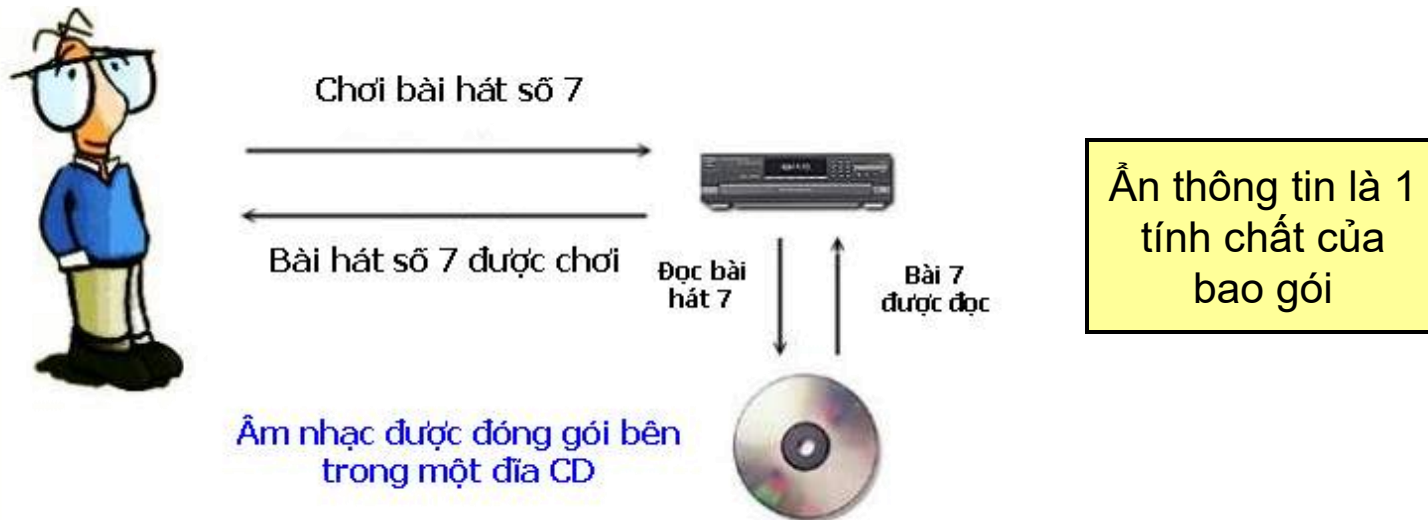 Chơi bài hát số 7
Bài hát số 7 được chơi
Đọc bài
hát 7
Bài 7
được đọc
Ẩn thông tin là 1
tính chất của
bao gói
Âm nhạc được đóng gói bên
trong một đĩa CD